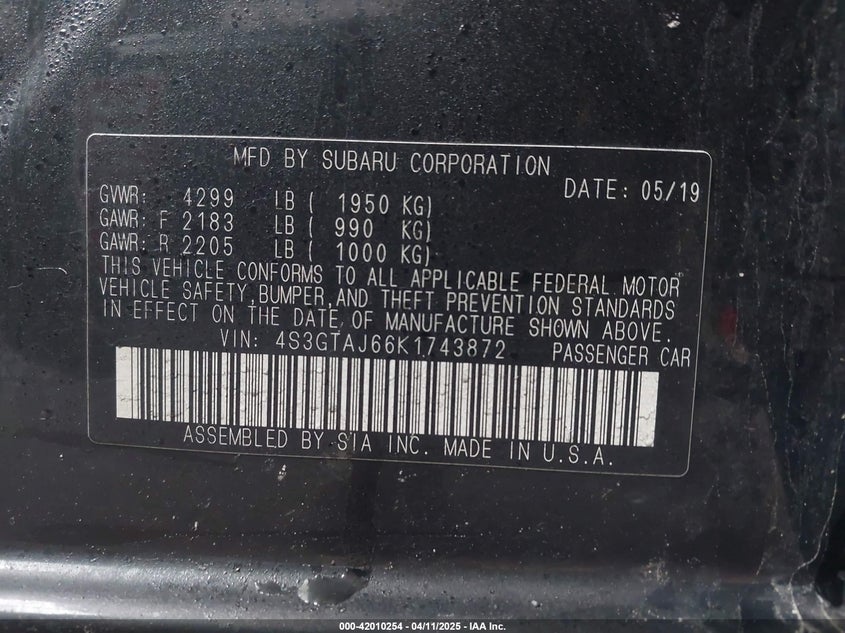 MFD BY SUBARU CORPORATION
DATE: 05/19
GVWR: 4299 LB ( 1950 KG)
GAWR: F 2183 LB ( 990 KG)
GAWR: R 2205 LB ( 1000 KG)
THIS VEHICLE CONFORMS TO ALL APPLICABLE FEDERAL MOTOR
VEHICLE SAFETY, BUMPER, AND THEFT PREVENTION STANDARDS
IN EFFECT ON THE DATE OF MANUFACTURE SHOWN ABOVE.
VIN: 4S3GTAJ66K1743872 PASSENGER CAR
ASSEMBLED BY SIA INC. MADE IN U.S.A.
000-42010254 - 04/11/2025 - IAA Inc.